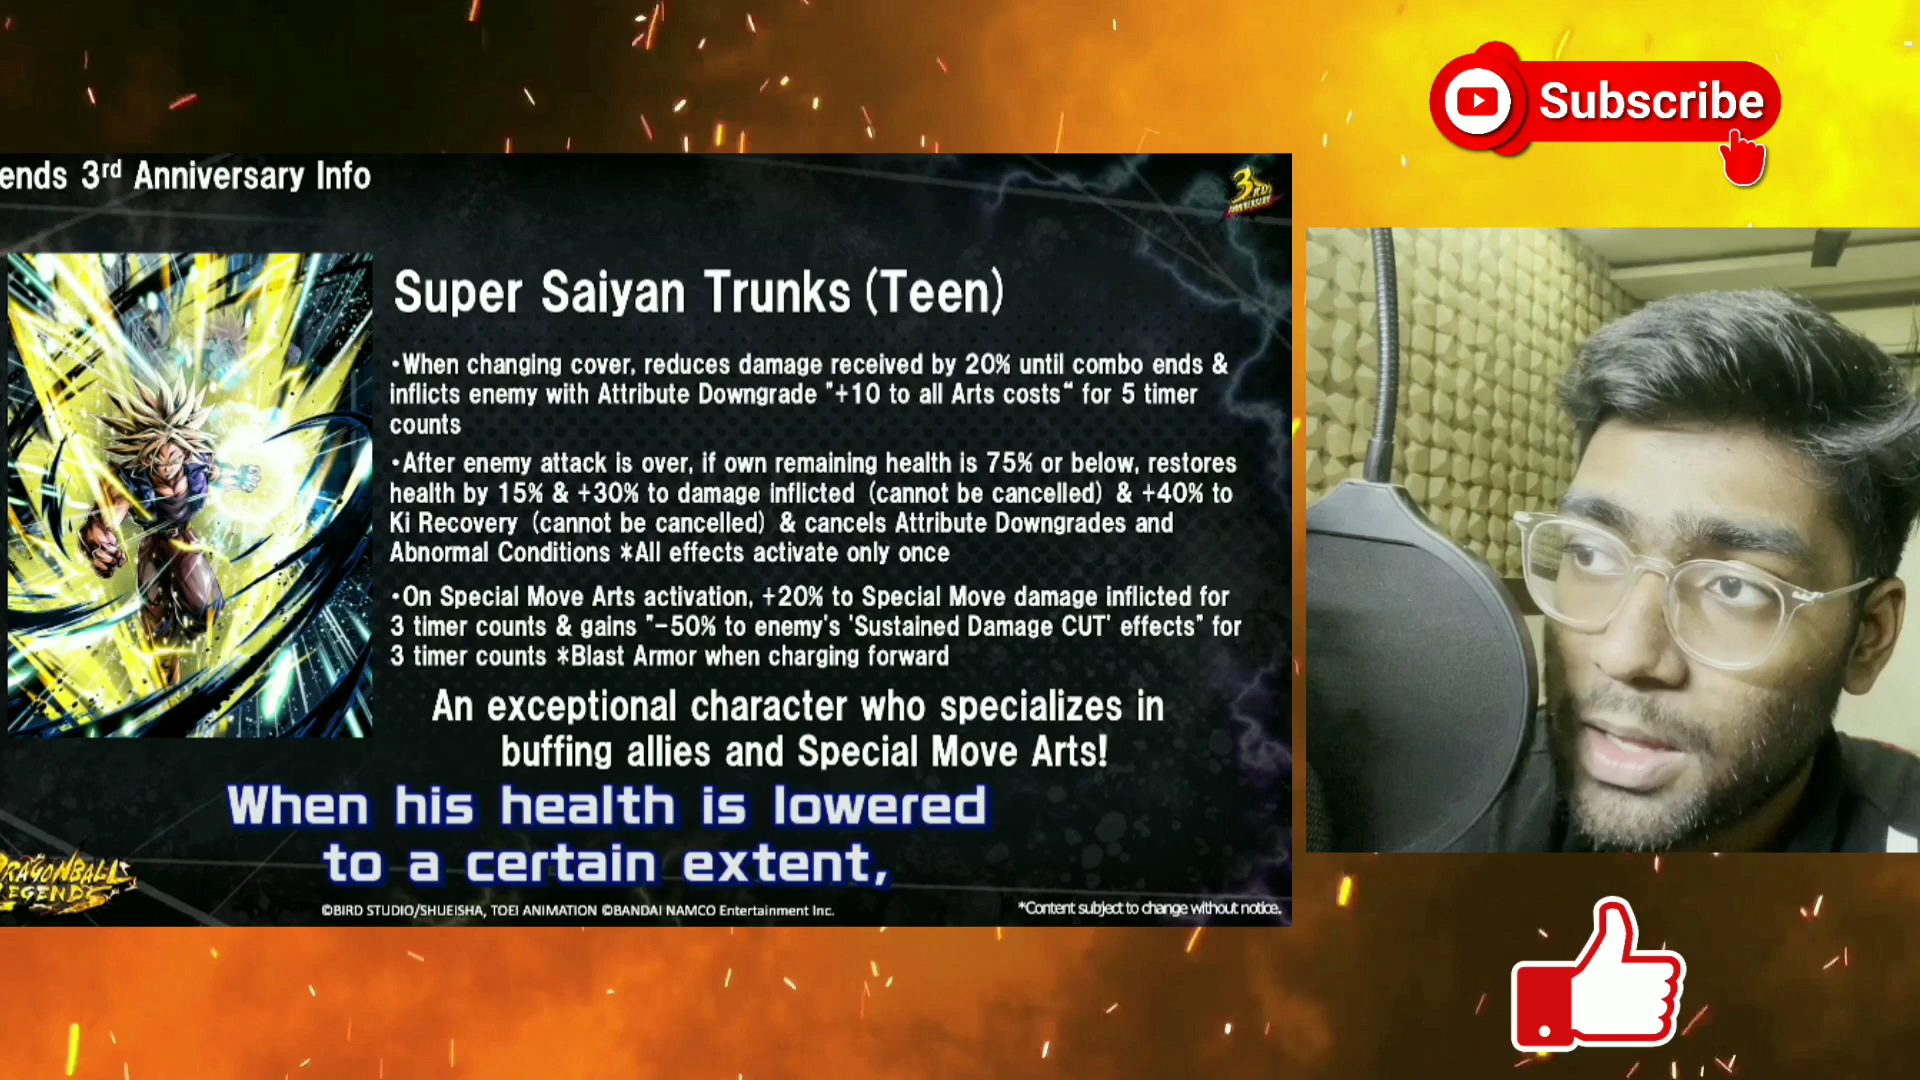 Subscribe
ends 3rd Anniversary Info
3RD
ANNIVERSARY
Super Saiyan Trunks (Teen)
・When changing cover, reduces damage received by 20% until combo ends &
inflicts enemy with Attribute Downgrade "+10 to all Arts costs“ for 5 timer
counts
・After enemy attack is over, if own remaining health is 75% or below, restores
health by 15% & +30% to damage inflicted (cannot be cancelled) & +40% to
Ki Recovery (cannot be cancelled) & cancels Attribute Downgrades and
Abnormal Conditions *All effects activate only once
・On Special Move Arts activation, +20% to Special Move damage inflicted for
3 timer counts & gains "-50% to enemy's 'Sustained Damage CUT' effects" for
3 timer counts *Blast Armor when charging forward
An exceptional character who specializes in
buffing allies and Special Move Arts!
When his health is lowered
to a certain extent,
DRAGONBALL
LEGENDS
©BIRD STUDIO/SHUEISHA, TOEI ANIMATION ©BANDAI NAMCO Entertainment Inc.
*Content subject to change without notice.